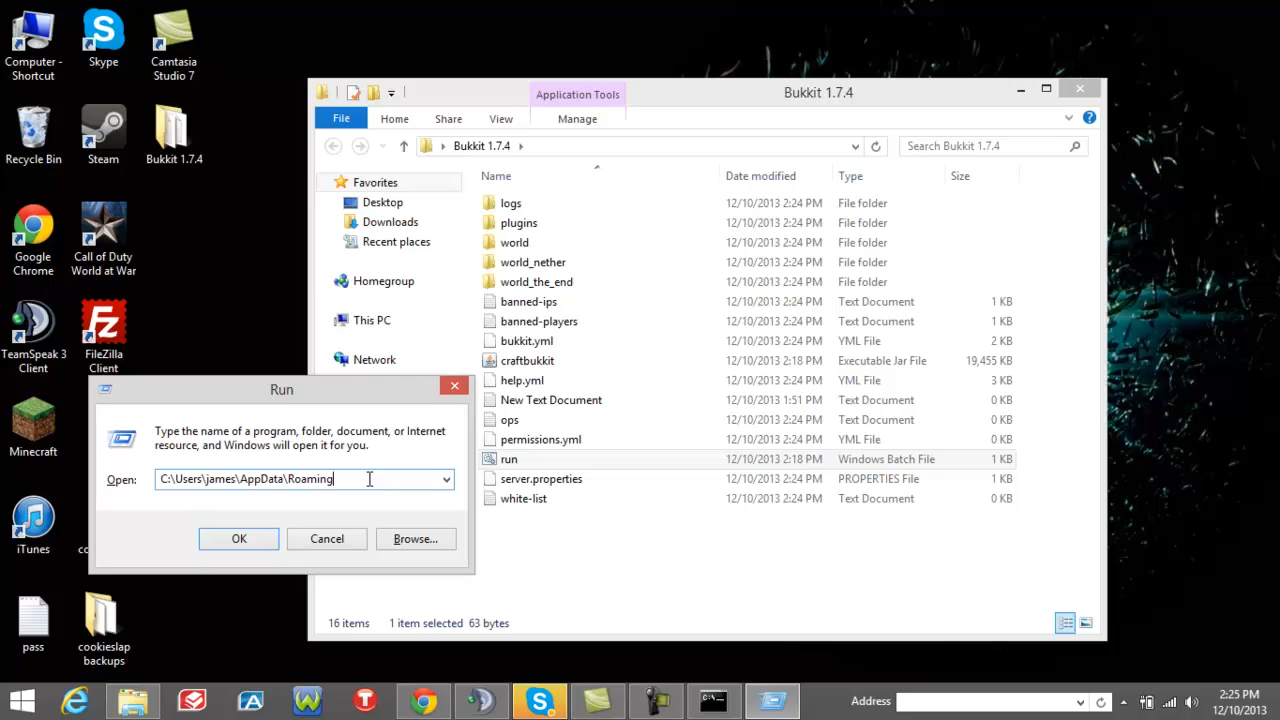 Computer -
Shortcut
Skype
Camtasia
Studio 7
Recycle Bin
Steam
Bukkit 1.7.4
Google
Chrome
Call of Duty
World at War
TeamSpeak 3
Client
FileZilla
Client
Minecraft
iTunes
pass
cookieslap
backups
Application Tools
Bukkit 1.7.4
File
Home
Share
View
Manage
Bukkit 1.7.4
Search Bukkit 1.7.4
Favorites
Desktop
Downloads
Recent places
Homegroup
This PC
Network
Name Date modified Type Size
logs 12/10/2013 2:24 PM File folder
plugins 12/10/2013 2:24 PM File folder
world 12/10/2013 2:24 PM File folder
world_nether 12/10/2013 2:24 PM File folder
world_the_end 12/10/2013 2:24 PM File folder
banned-ips 12/10/2013 2:24 PM Text Document 1 KB
banned-players 12/10/2013 2:24 PM Text Document 1 KB
bukkit.yml 12/10/2013 2:24 PM YML File 2 KB
craftbukkit 12/10/2013 2:18 PM Executable Jar File 19,455 KB
help.yml 12/10/2013 2:24 PM YML File 3 KB
New Text Document 12/10/2013 1:51 PM Text Document 0 KB
ops 12/10/2013 2:24 PM Text Document 0 KB
permissions.yml 12/10/2013 2:24 PM YML File 0 KB
run 12/10/2013 2:18 PM Windows Batch File 1 KB
server.properties 12/10/2013 2:24 PM PROPERTIES File 1 KB
white-list 12/10/2013 2:24 PM Text Document 0 KB
16 items 1 item selected 63 bytes
Run
Type the name of a program, folder, document, or Internet
resource, and Windows will open it for you.
Open: C:\Users\james\AppData\Roaming
OK
Cancel
Browse...
Address
2:25 PM
12/10/2013